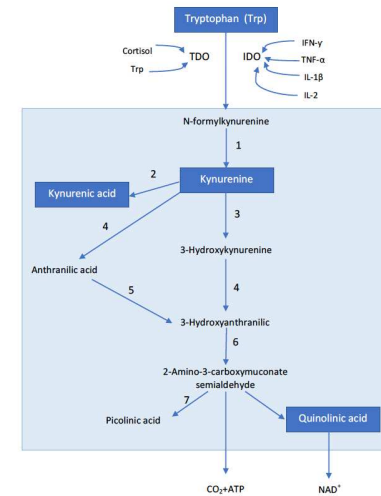 Tryptophan (Trp)
Cortisol
Trp
TDO
IDO
IFN-γ
TNF-α
IL-1β
IL-2
N-formylkynurenine
1
Kynurenine
2
Kynurenic acid
3
4
3-Hydroxykynurenine
Anthranilic acid
4
5
3-Hydroxyanthranilic
6
2-Amino-3-carboxymuconate
semialdehyde
7
Picolinic acid
Quinolinic acid
CO₂+ATP
NAD⁺